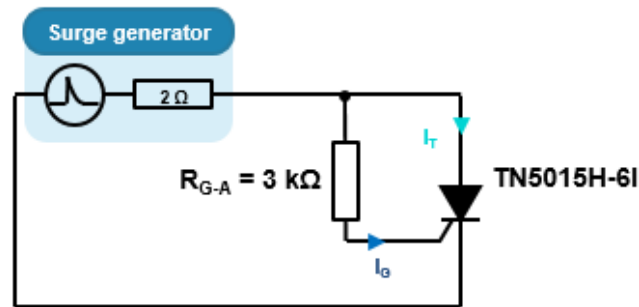 Surge generator
2 Ω
I_T
R_G-A = 3 kΩ
TN5015H-6I
I_G